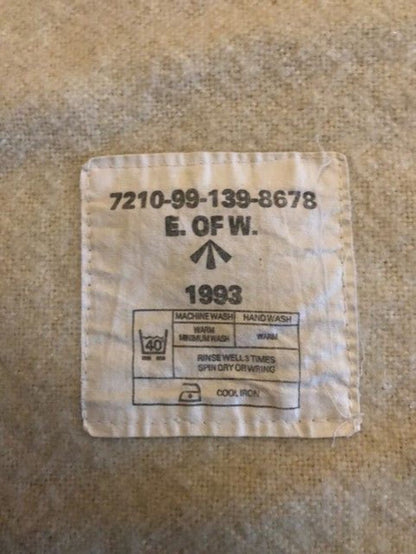 7210-99-139-8678
E. OF W.
1993
MACHINE WASH HAND WASH
40°
WARM
MINIMUM WASH
WARM
RINSE WELL 3 TIMES
SPIN DRY OR WRING
COOL IRON